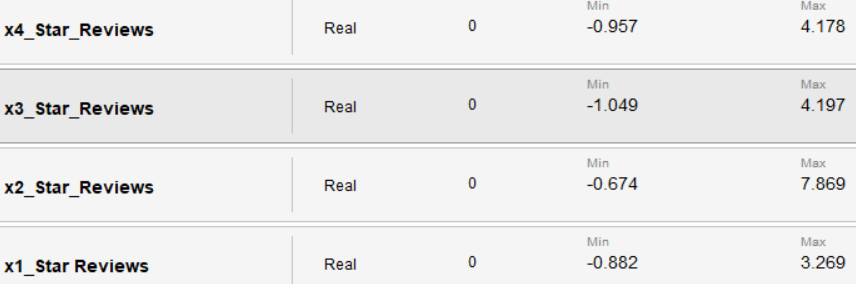 Min Max
x4_Star_Reviews Real 0 -0.957 4.178
Min Max
x3_Star_Reviews Real 0 -1.049 4.197
Min Max
x2_Star_Reviews Real 0 -0.674 7.869
Min Max
x1_Star Reviews Real 0 -0.882 3.269